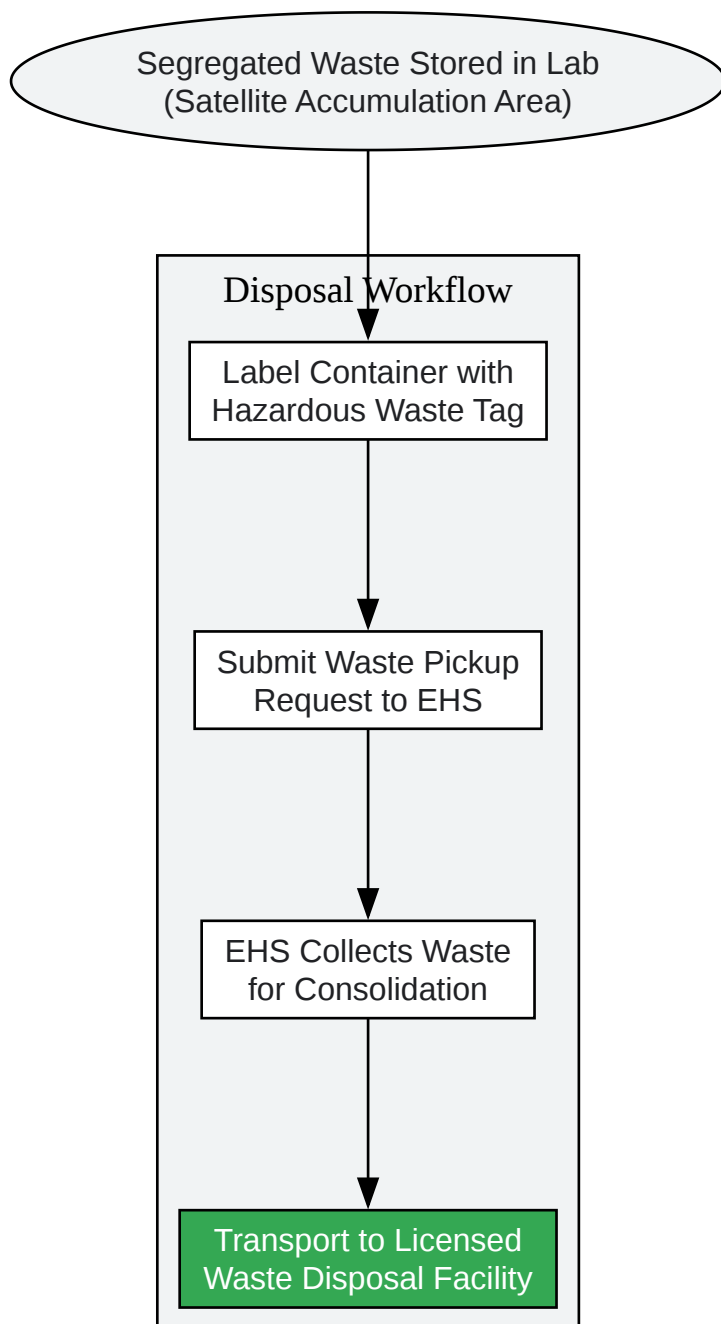 Segregated Waste Stored in Lab
(Satellite Accumulation Area)
Disposal Workflow
Label Container with
Hazardous Waste Tag
Submit Waste Pickup
Request to EHS
EHS Collects Waste
for Consolidation
Transport to Licensed
Waste Disposal Facility